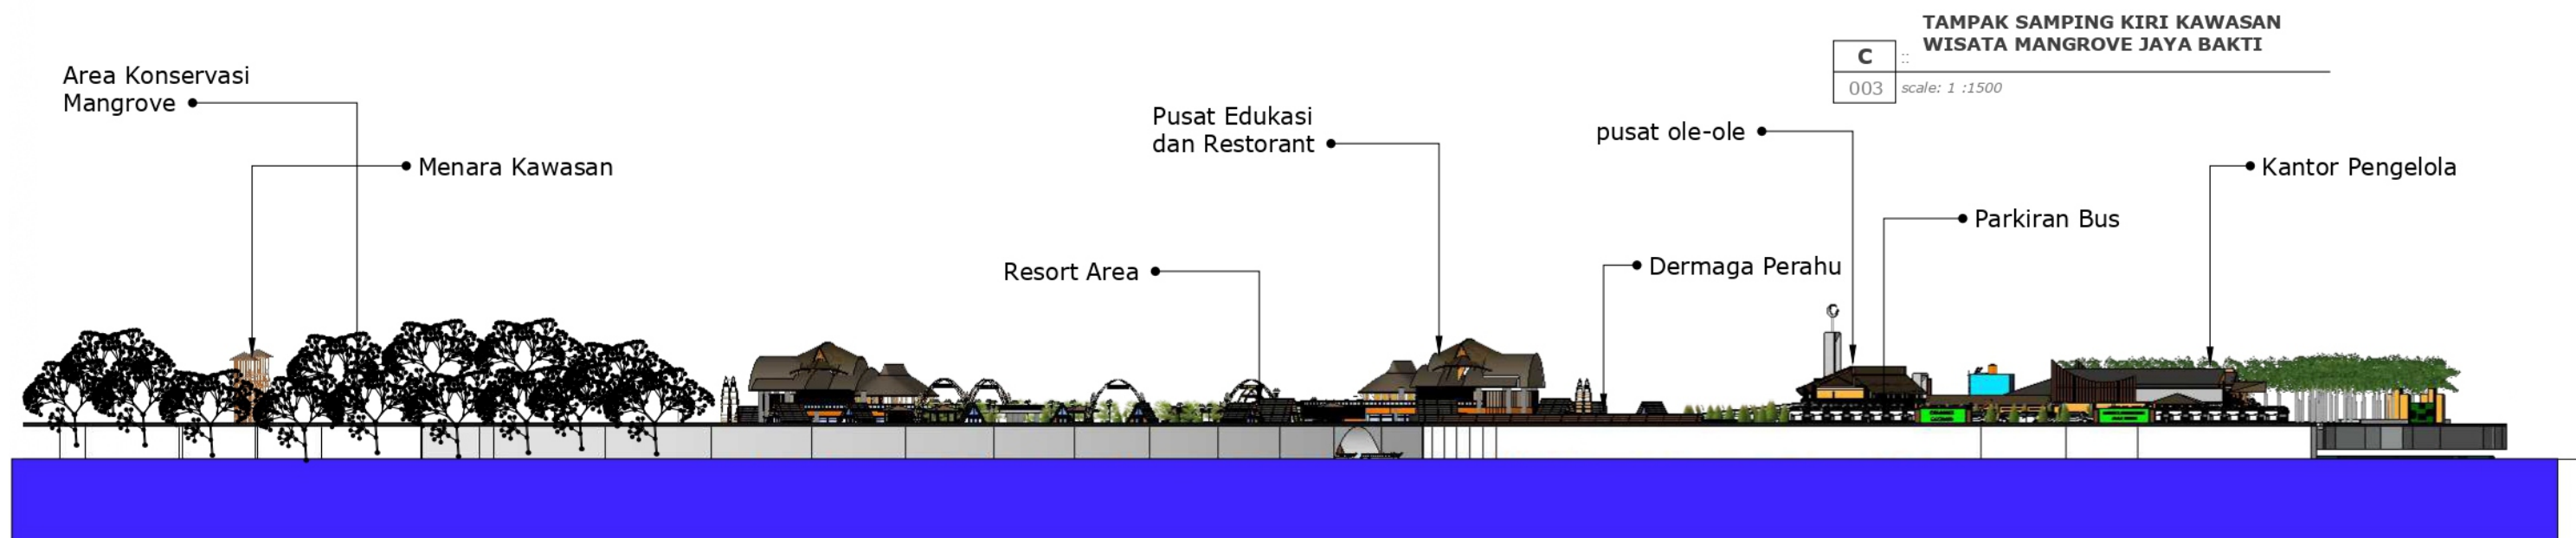 TAMPAK SAMPING KIRI KAWASAN
WISATA MANGROVE JAYA BAKTI
C
::
003
scale: 1 :1500
Area Konservasi
Mangrove
Menara Kawasan
Pusat Edukasi
dan Restorant
pusat ole-ole
Kantor Pengelola
Parkiran Bus
Resort Area
Dermaga Perahu